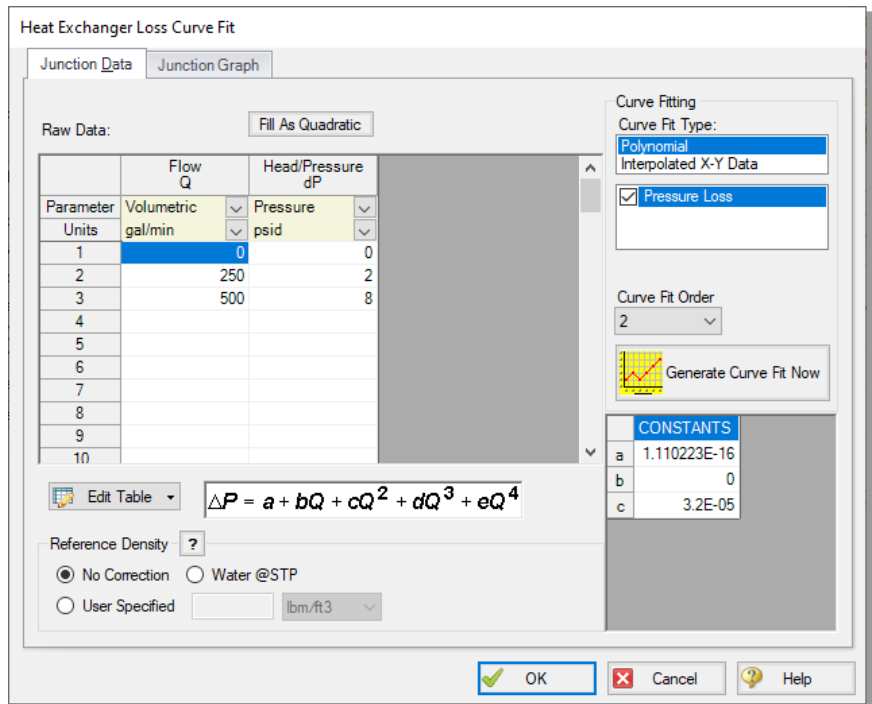 Heat Exchanger Loss Curve Fit
Junction Data
Junction Graph
Raw Data:
Fill As Quadratic
Flow
Q
Head/Pressure
dP
Parameter Volumetric Pressure
Units gal/min psid
1 0 0
2 250 2
3 500 8
4
5
6
7
8
9
10
Edit Table
△P = a + bQ + cQ² + dQ³ + eQ⁴
Reference Density ?
No Correction Water @STP
User Specified lbm/ft3
Curve Fitting
Curve Fit Type:
Polynomial
Interpolated X-Y Data
Pressure Loss
Curve Fit Order
2
Generate Curve Fit Now
CONSTANTS
a 1.110223E-16
b 0
c 3.2E-05
OK Cancel Help